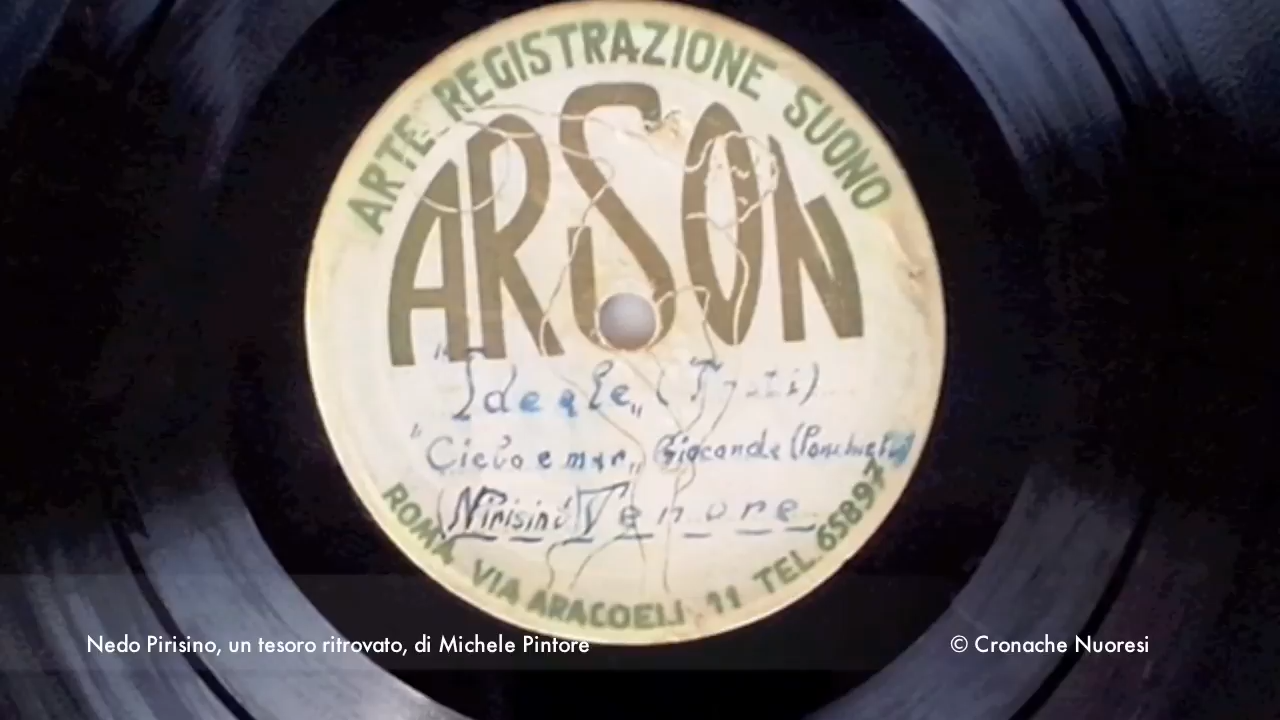 ARTE REGISTRAZIONE SUONO
ARSON
"Ideale„ (Tosti)
"Cielo e mar„ Gioconda (Ponchielli)
(N Pirisino Tenore
ROMA VIA ARACOELI 11 TEL. 65897
Nedo Pirisino, un tesoro ritrovato, di Michele Pintore
© Cronache Nuoresi